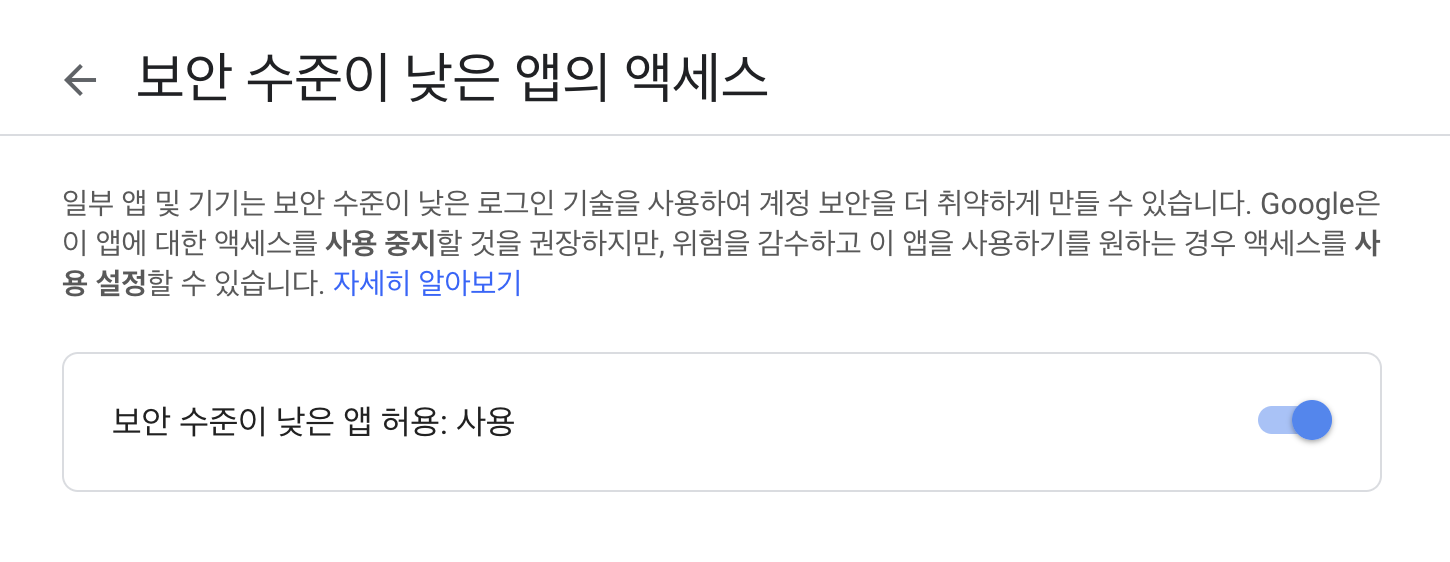 보안 수준이 낮은 앱의 액세스
일부 앱 및 기기는 보안 수준이 낮은 로그인 기술을 사용하여 계정 보안을 더 취약하게 만들 수 있습니다. Google은
이 앱에 대한 액세스를 사용 중지할 것을 권장하지만, 위험을 감수하고 이 앱을 사용하기를 원하는 경우 액세스를 사
용 설정할 수 있습니다. 자세히 알아보기
보안 수준이 낮은 앱 허용: 사용